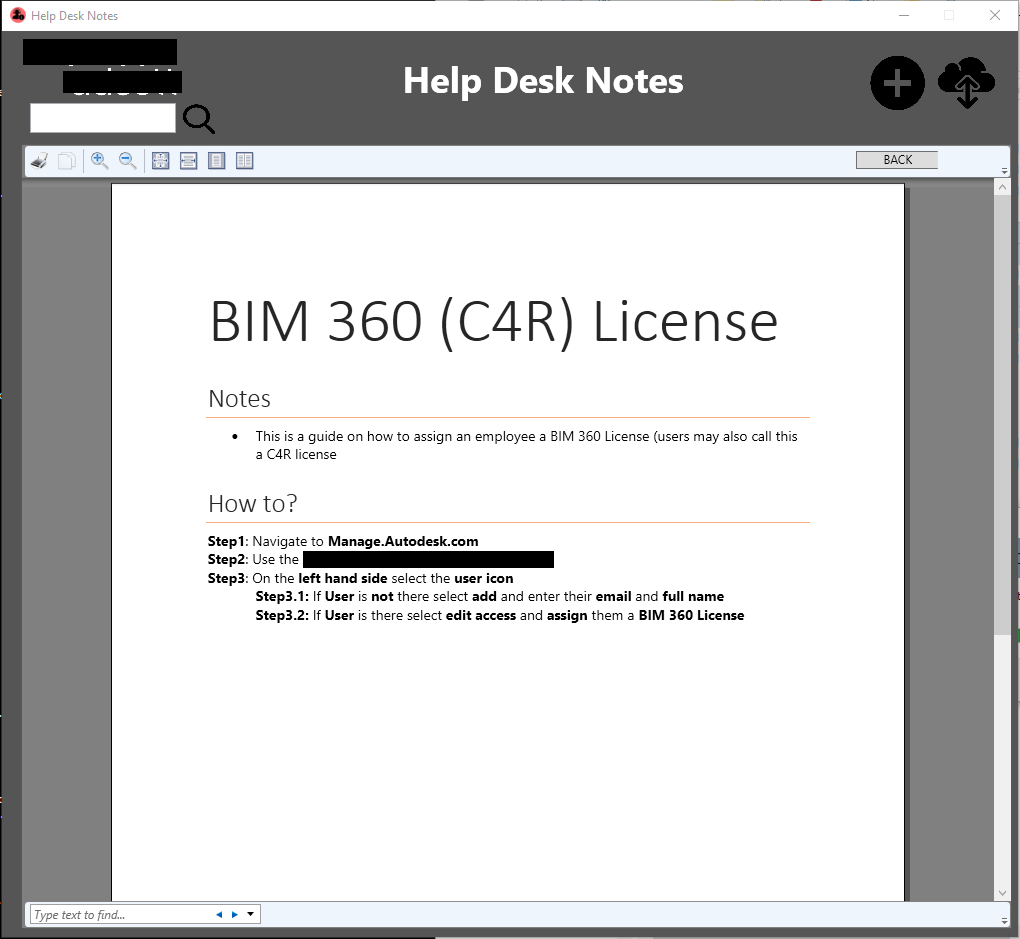 Help Desk Notes
Help Desk Notes
BACK
BIM 360 (C4R) License
Notes
• This is a guide on how to assign an employee a BIM 360 License (users may also call this
a C4R license
How to?
Step1: Navigate to Manage.Autodesk.com
Step2: Use the
Step3: On the left hand side select the user icon
Step3.1: If User is not there select add and enter their email and full name
Step3.2: If User is there select edit access and assign them a BIM 360 License
Type text to find...